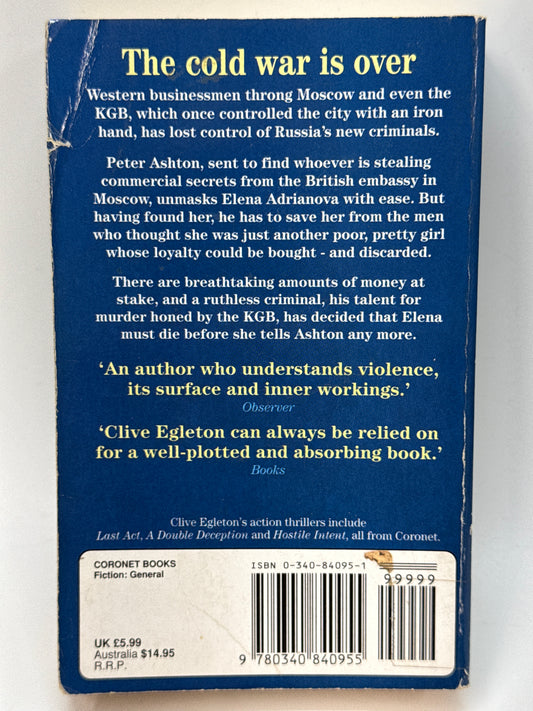 The cold war is over
Western businessmen throng Moscow and even the
KGB, which once controlled the city with an iron
hand, has lost control of Russia's new criminals.
Peter Ashton, sent to find whoever is stealing
commercial secrets from the British embassy in
Moscow, unmasks Elena Adrianova with ease. But
having found her, he has to save her from the men
who thought she was just another poor, pretty girl
whose loyalty could be bought - and discarded.
There are breathtaking amounts of money at
stake, and a ruthless criminal, his talent for
murder honed by the KGB, has decided that Elena
must die before she tells Ashton any more.
‘An author who understands violence,
its surface and inner workings.’
Observer
‘Clive Egleton can always be relied on
for a well-plotted and absorbing book.’
Books
Clive Egleton's action thrillers include
Last Act, A Double Deception and Hostile Intent, all from Coronet.
CORONET BOOKS
Fiction: General
UK £5.99
Australia $14.95
R.R.P.
ISBN 0-340-84095-1
99999
9 780340 840955